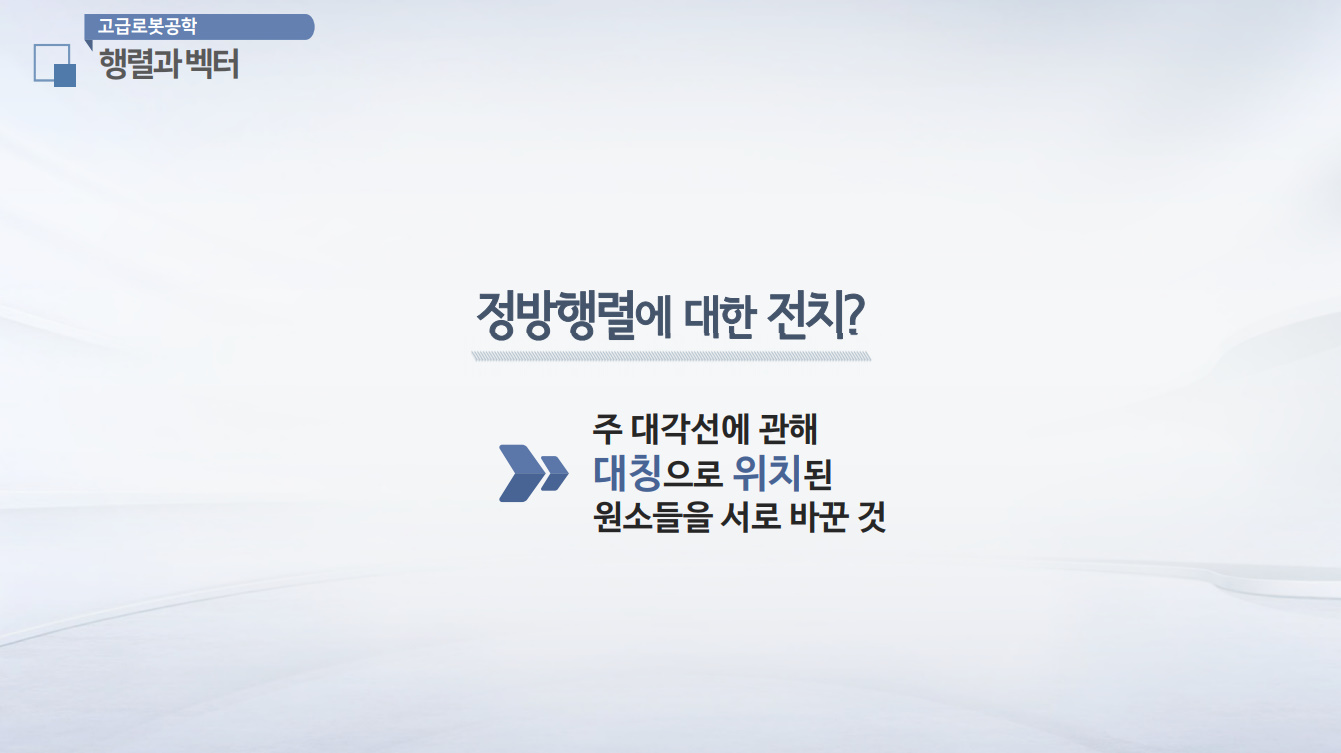 고급로봇공학
행렬과 벡터
정방행렬에 대한 전치?
주 대각선에 관해
대칭으로 위치된
원소들을 서로 바꾼 것